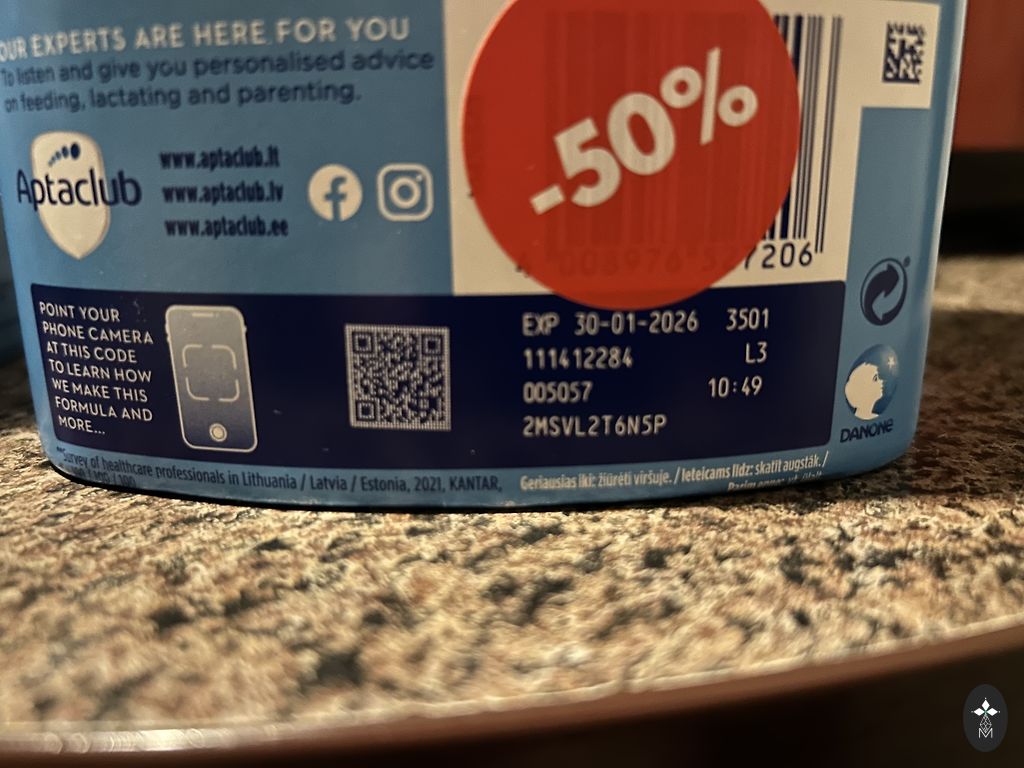 OUR EXPERTS ARE HERE FOR YOU
To listen and give you personalised advice
on feeding, lactating and parenting.
Aptaclub
www.aptaclub.lt
www.aptaclub.lv
www.aptaclub.ee
-50%
7206
POINT YOUR
PHONE CAMERA
AT THIS CODE
TO LEARN HOW
WE MAKE THIS
FORMULA AND
MORE...
EXP 30-01-2026 3501
111412284 L3
005057 10:49
2MSVL2T6N5P
DANONE
**Survey of healthcare professionals in Lithuania / Latvia / Estonia, 2021, KANTAR,
Geriausias iki: žiūrėti viršuje. / Ieteicams līdz: skatīt augstāk. /
M